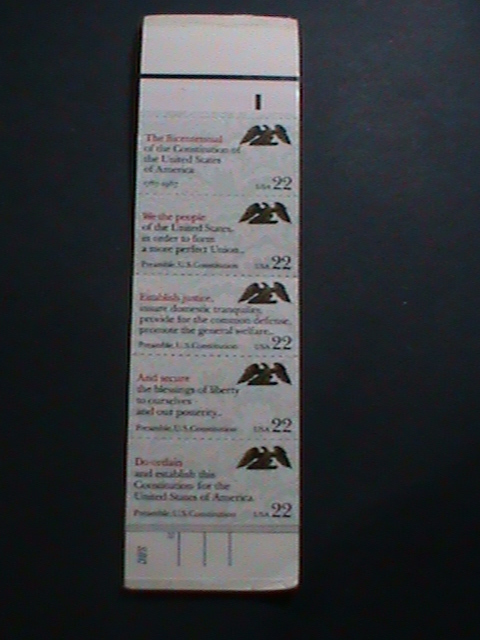 The Bicentennial
of the Constitution of
the United States
of America
1787-1987 USA 22
We the people
of the United States,
in order to form
a more perfect Union...
Preamble, U.S. Constitution USA 22
Establish justice,
insure domestic tranquility,
provide for the common defense,
promote the general welfare...
Preamble, U.S. Constitution USA 22
And secure
the blessings of liberty
to ourselves
and our posterity...
Preamble, U.S. Constitution USA 22
Do ordain
and establish this
Constitution for the
United States of America
Preamble, U.S. Constitution USA 22